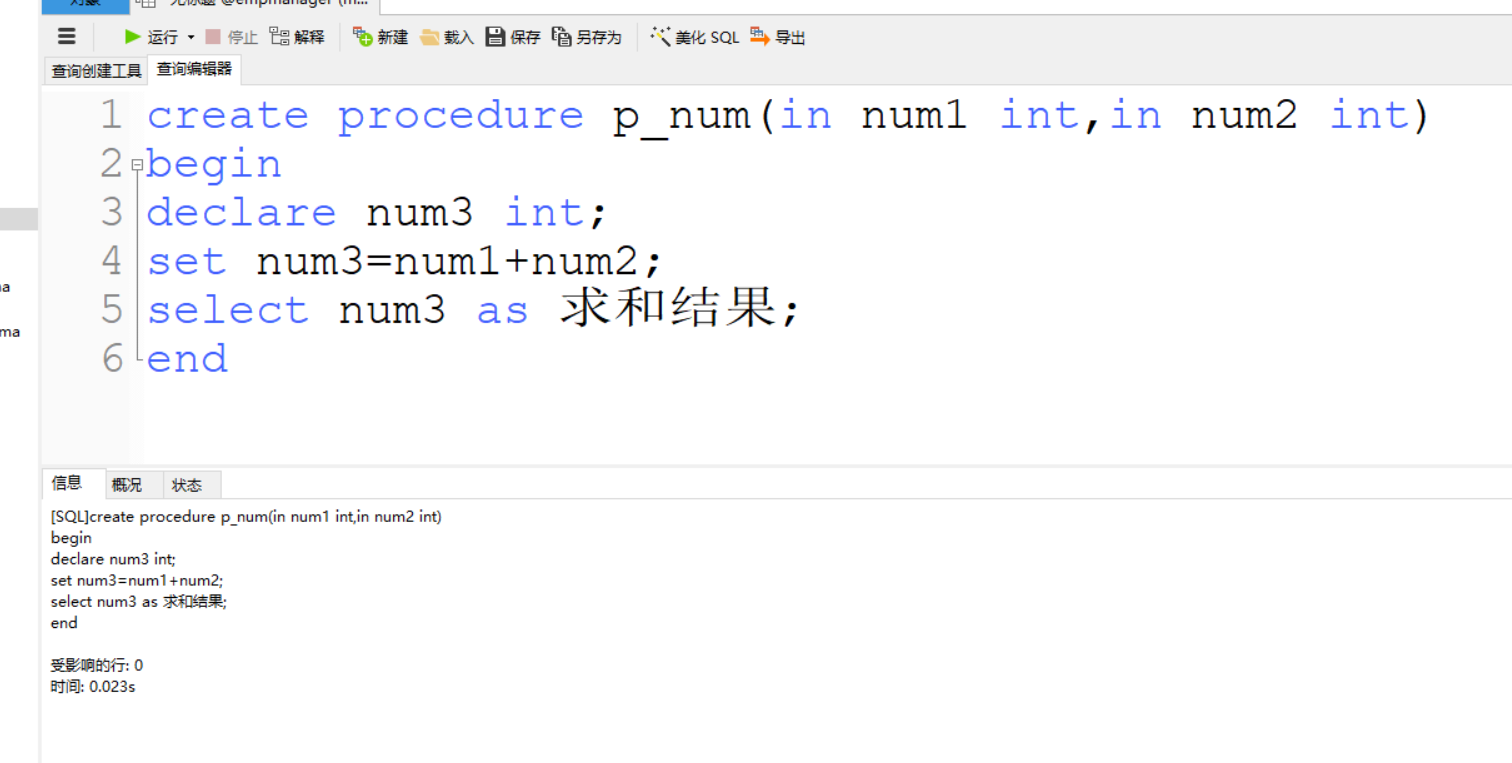 对象 无标题 @empmanager (m...
运行 停止 解释 新建 载入 保存 另存为 美化 SQL 导出
查询创建工具 查询编辑器
1 create procedure p_num(in num1 int,in num2 int)
2 begin
3 declare num3 int;
4 set num3=num1+num2;
5 select num3 as 求和结果;
6 end
ma
信息 概况 状态
[SQL]create procedure p_num(in num1 int,in num2 int)
begin
declare num3 int;
set num3=num1+num2;
select num3 as 求和结果;
end
受影响的行: 0
时间: 0.023s